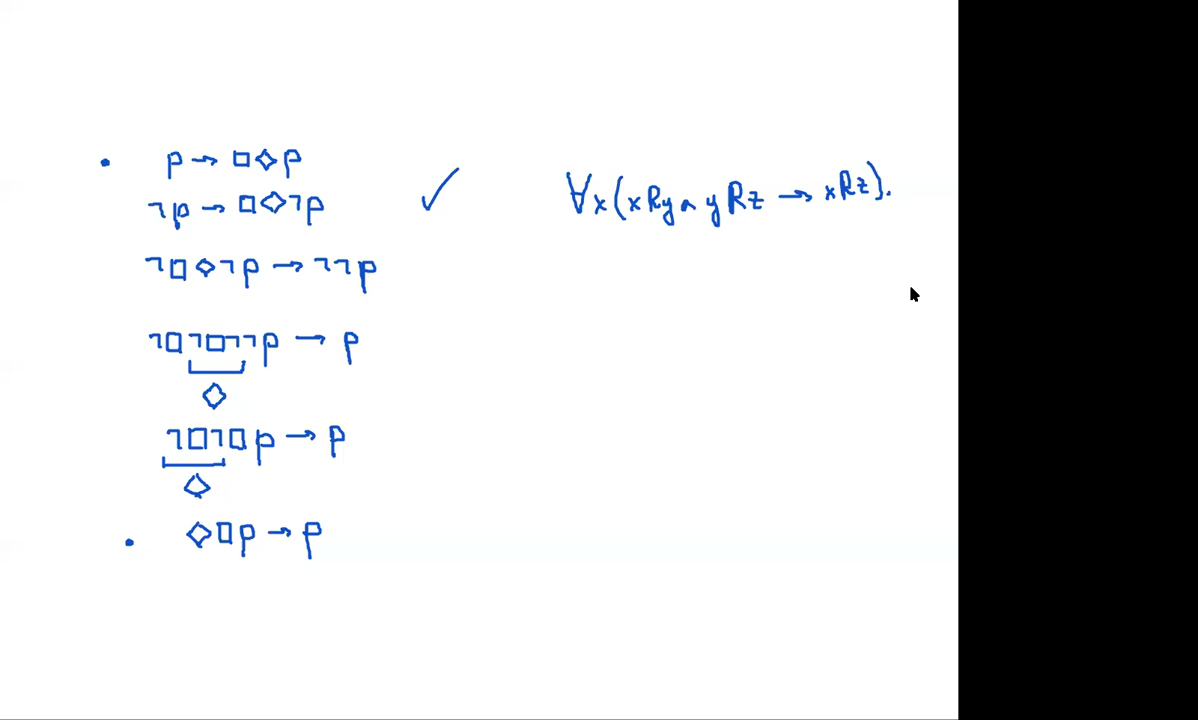 • p → □◇p
¬p → □◇¬p ✓
∀x(xRy ∧ yRz → xRz).
¬□◇¬p → ¬¬p
¬□¬□¬¬p → p
◇
¬□¬□p → p
◇
• ◇□p → p